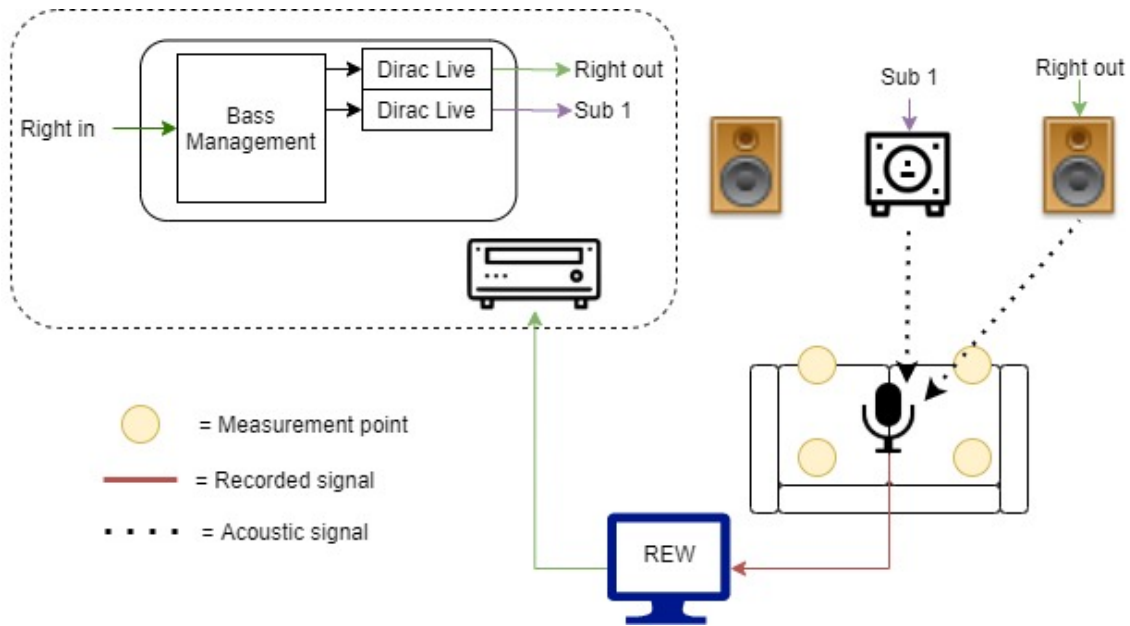 Right in
Bass
Management
Dirac Live
Right out
Dirac Live
Sub 1
Sub 1
Right out
= Measurement point
= Recorded signal
= Acoustic signal
REW